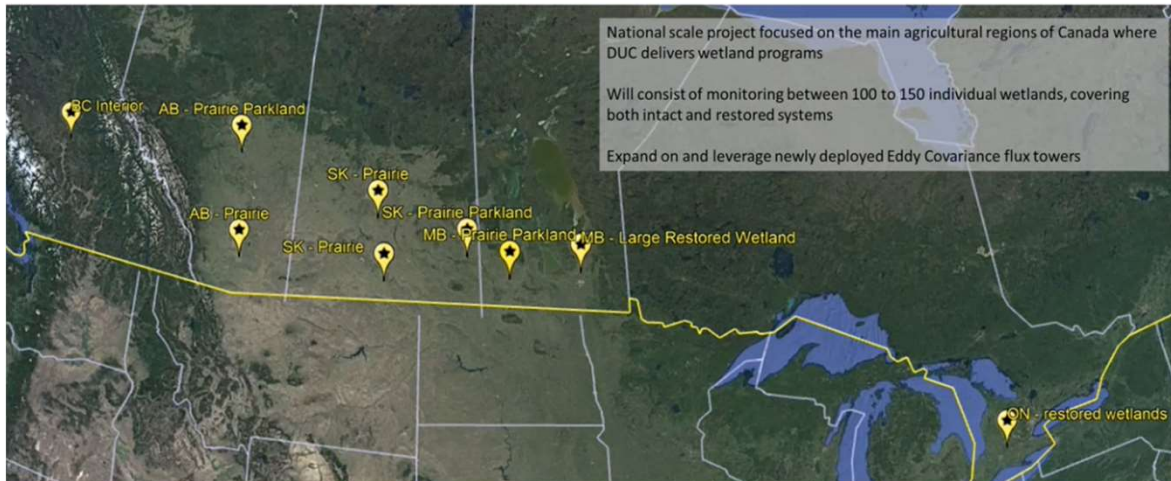 National scale project focused on the main agricultural regions of Canada where
DUC delivers wetland programs
Will consist of monitoring between 100 to 150 individual wetlands, covering
both intact and restored systems
Expand on and leverage newly deployed Eddy Covariance flux towers
BC Interior
AB - Prairie Parkland
SK - Prairie
SK - Prairie Parkland
AB - Prairie
MB - Prairie Parkland
MB - Large Restored Wetland
SK - Prairie
ON - restored wetlands